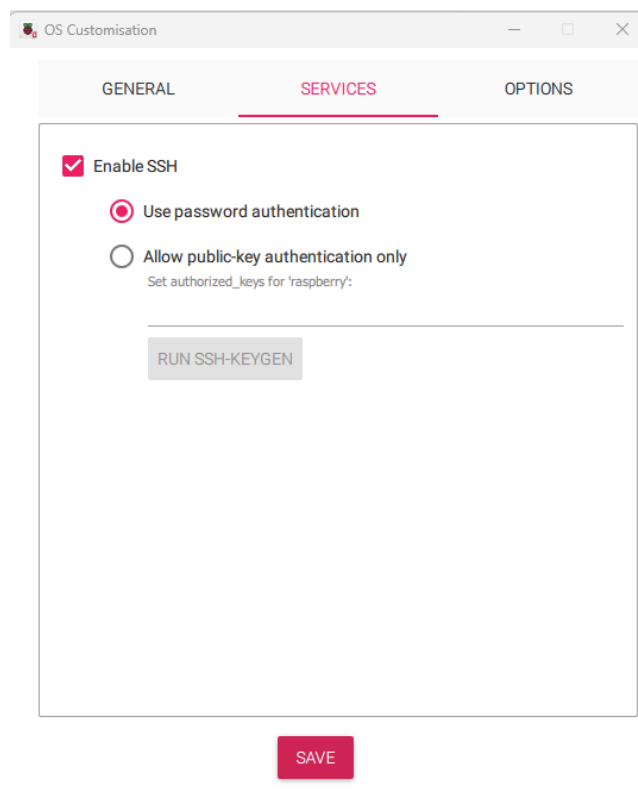 OS Customisation
GENERAL
SERVICES
OPTIONS
Enable SSH
Use password authentication
Allow public-key authentication only
Set authorized_keys for 'raspberry':
RUN SSH-KEYGEN
SAVE